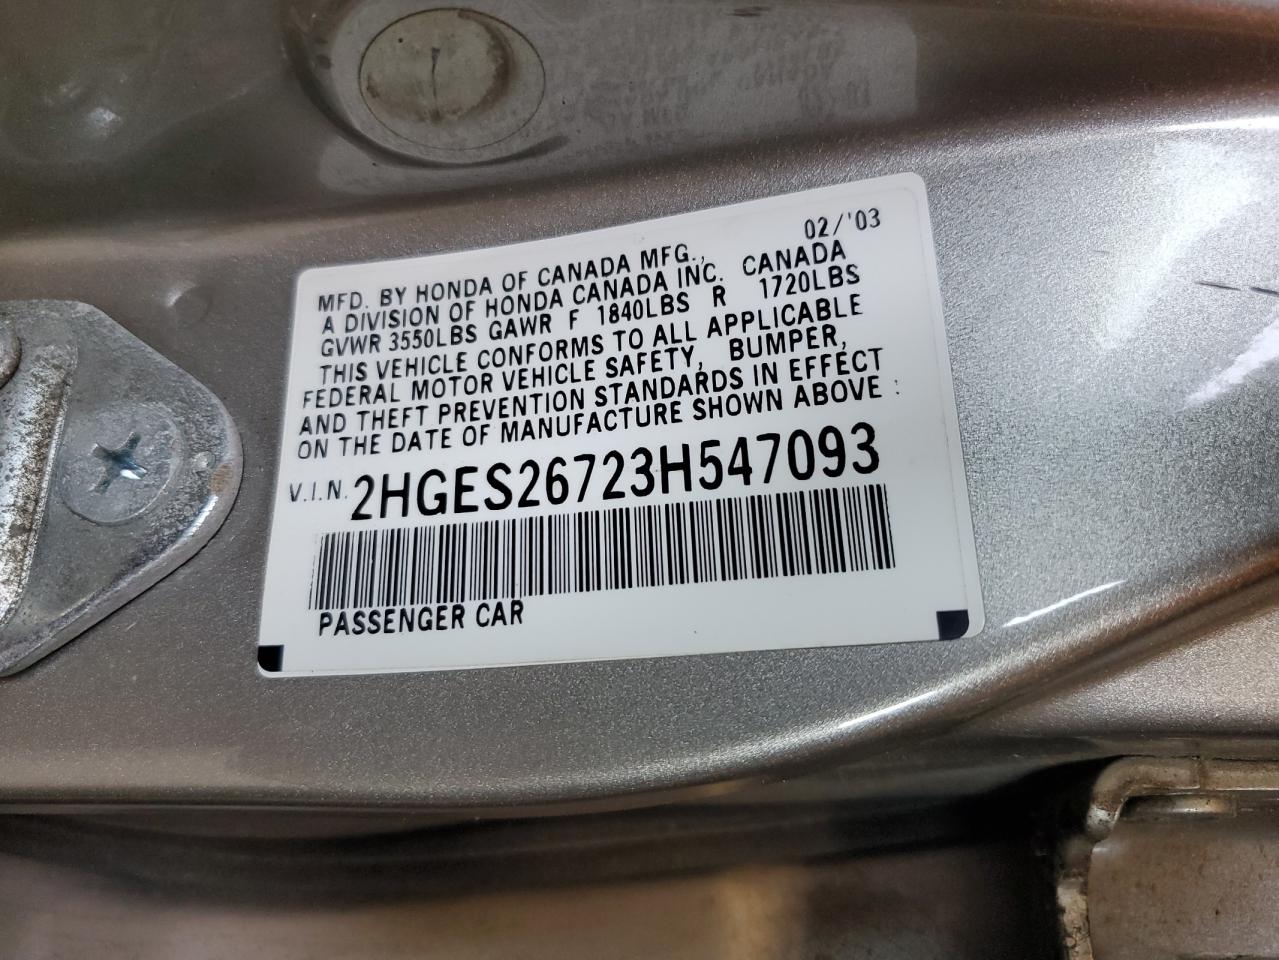 02/'03
MFD. BY HONDA OF CANADA MFG.,
A DIVISION OF HONDA CANADA INC. CANADA
GVWR 3550LBS GAWR F 1840LBS R 1720LBS
THIS VEHICLE CONFORMS TO ALL APPLICABLE
FEDERAL MOTOR VEHICLE SAFETY, BUMPER,
AND THEFT PREVENTION STANDARDS IN EFFECT
ON THE DATE OF MANUFACTURE SHOWN ABOVE :
V.I.N. 2HGES26723H547093
PASSENGER CAR